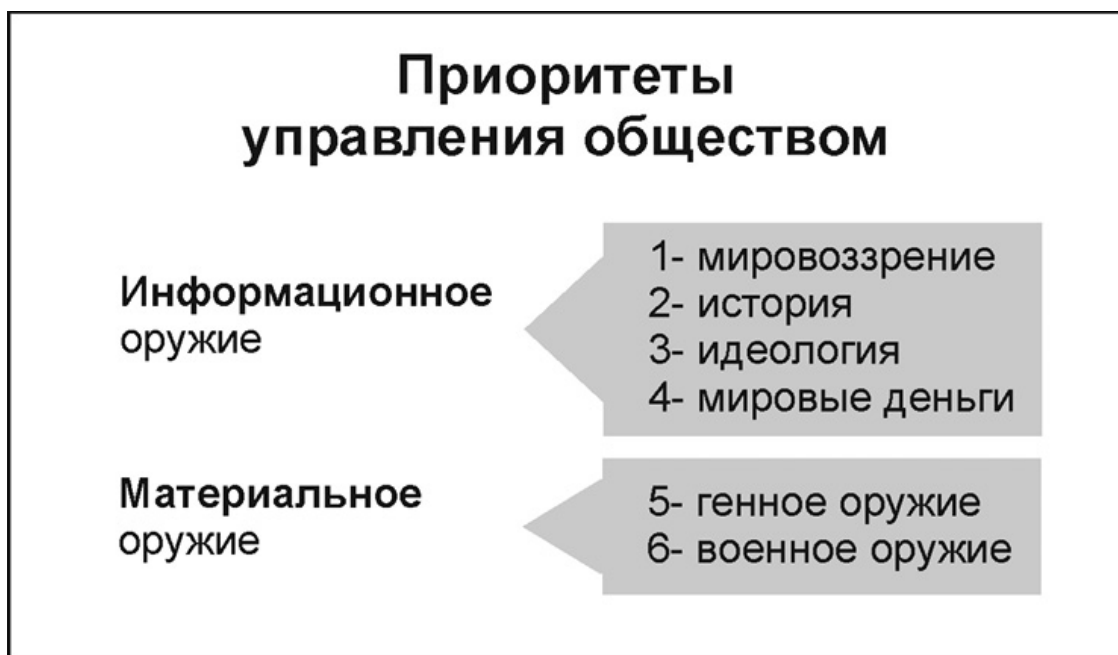 Приоритеты
управления обществом
Информационное
оружие
1- мировоззрение
2- история
3- идеология
4- мировые деньги
Материальное
оружие
5- генное оружие
6- военное оружие